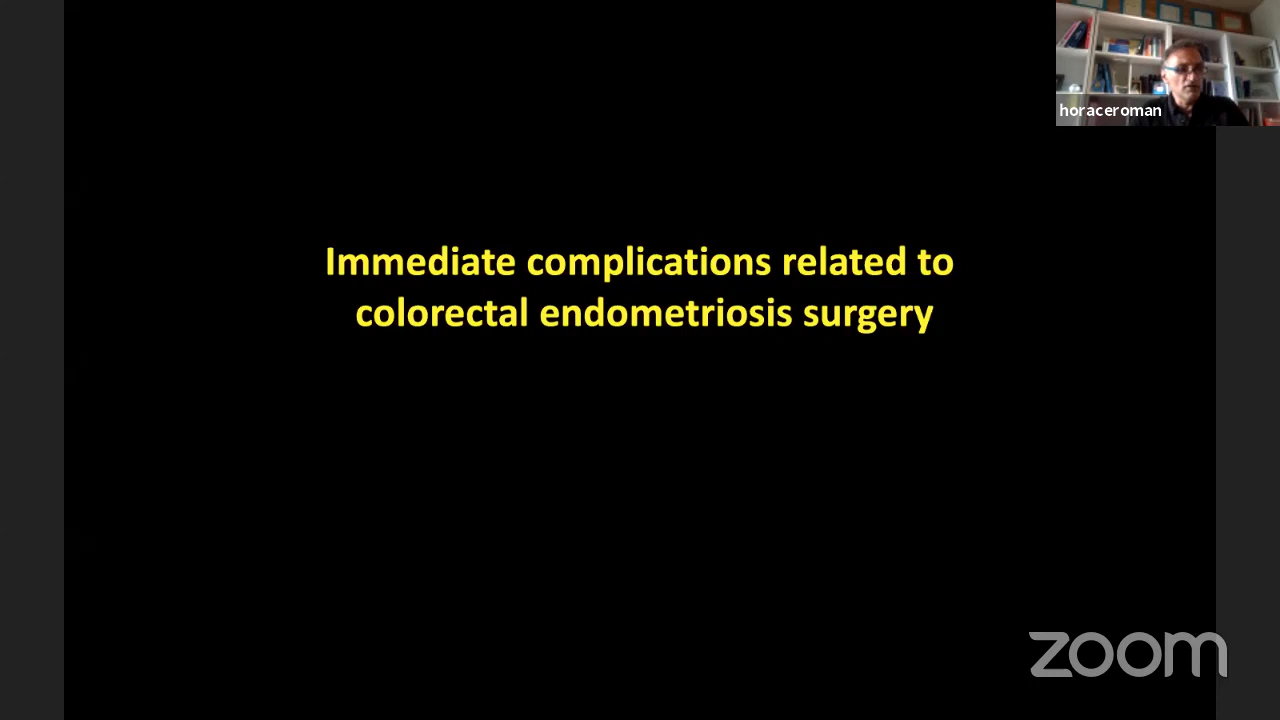 horaceroman
Immediate complications related to
colorectal endometriosis surgery
zoom